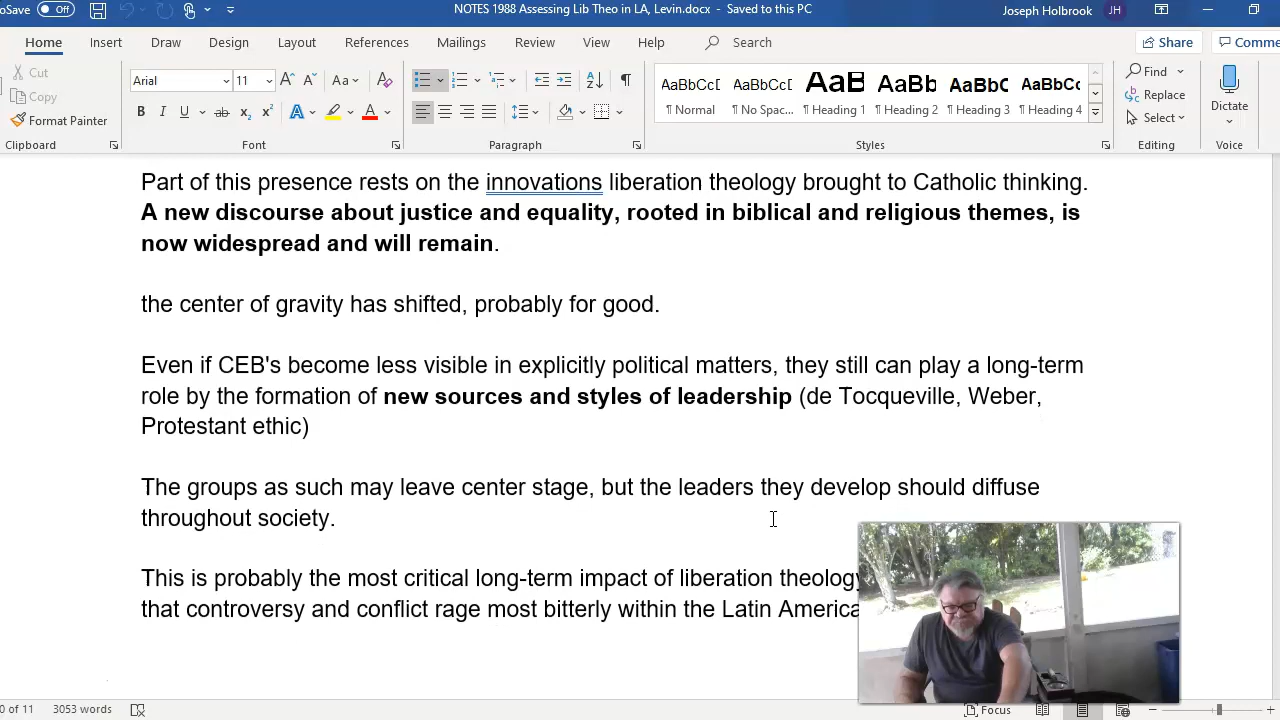 oSave Off NOTES 1988 Assessing Lib Theo in LA, Levin.docx - Saved to this PC Joseph Holbrook JH
Home Insert Draw Design Layout References Mailings Review View Help Search Share Comme
Cut
Copy
Format Painter
Arial 11
AaBbCcD AaBbCcD AaB AaBb AaBbC AaBbCc
¶ Normal ¶ No Spac... Heading 1 ¶ Heading 2 ¶ Heading 3 ¶ Heading 4
Find
Replace
Select
Dictate
Clipboard Font Paragraph Styles Editing Voice
Part of this presence rests on the innovations liberation theology brought to Catholic thinking.
A new discourse about justice and equality, rooted in biblical and religious themes, is
now widespread and will remain.
the center of gravity has shifted, probably for good.
Even if CEB's become less visible in explicitly political matters, they still can play a long-term
role by the formation of new sources and styles of leadership (de Tocqueville, Weber,
Protestant ethic)
The groups as such may leave center stage, but the leaders they develop should diffuse
throughout society.
This is probably the most critical long-term impact of liberation theology
that controversy and conflict rage most bitterly within the Latin America
0 of 11 3053 words Focus